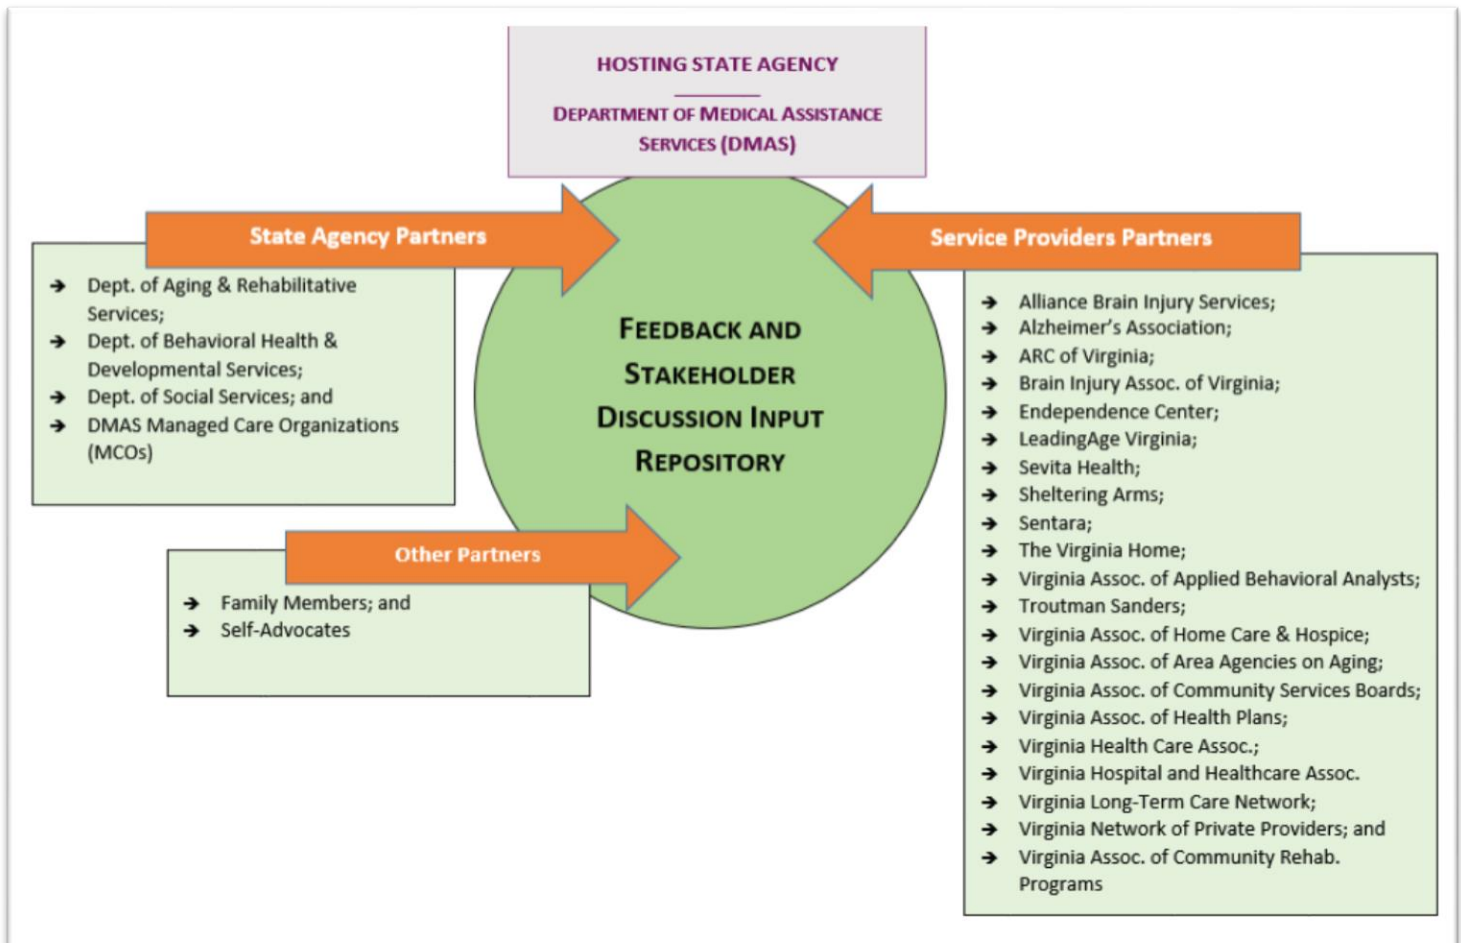 HOSTING STATE AGENCY
DEPARTMENT OF MEDICAL ASSISTANCE
SERVICES (DMAS)
State Agency Partners
➔ Dept. of Aging & Rehabilitative
Services;
➔ Dept. of Behavioral Health &
Developmental Services;
➔ Dept. of Social Services; and
➔ DMAS Managed Care Organizations
(MCOs)
FEEDBACK AND
STAKEHOLDER
DISCUSSION INPUT
REPOSITORY
Other Partners
➔ Family Members; and
➔ Self-Advocates
Service Providers Partners
➔ Alliance Brain Injury Services;
➔ Alzheimer's Association;
➔ ARC of Virginia;
➔ Brain Injury Assoc. of Virginia;
➔ Endependence Center;
➔ LeadingAge Virginia;
➔ Sevita Health;
➔ Sheltering Arms;
➔ Sentara;
➔ The Virginia Home;
➔ Virginia Assoc. of Applied Behavioral Analysts;
➔ Troutman Sanders;
➔ Virginia Assoc. of Home Care & Hospice;
➔ Virginia Assoc. of Area Agencies on Aging;
➔ Virginia Assoc. of Community Services Boards;
➔ Virginia Assoc. of Health Plans;
➔ Virginia Health Care Assoc.;
➔ Virginia Hospital and Healthcare Assoc.
➔ Virginia Long-Term Care Network;
➔ Virginia Network of Private Providers; and
➔ Virginia Assoc. of Community Rehab.
Programs